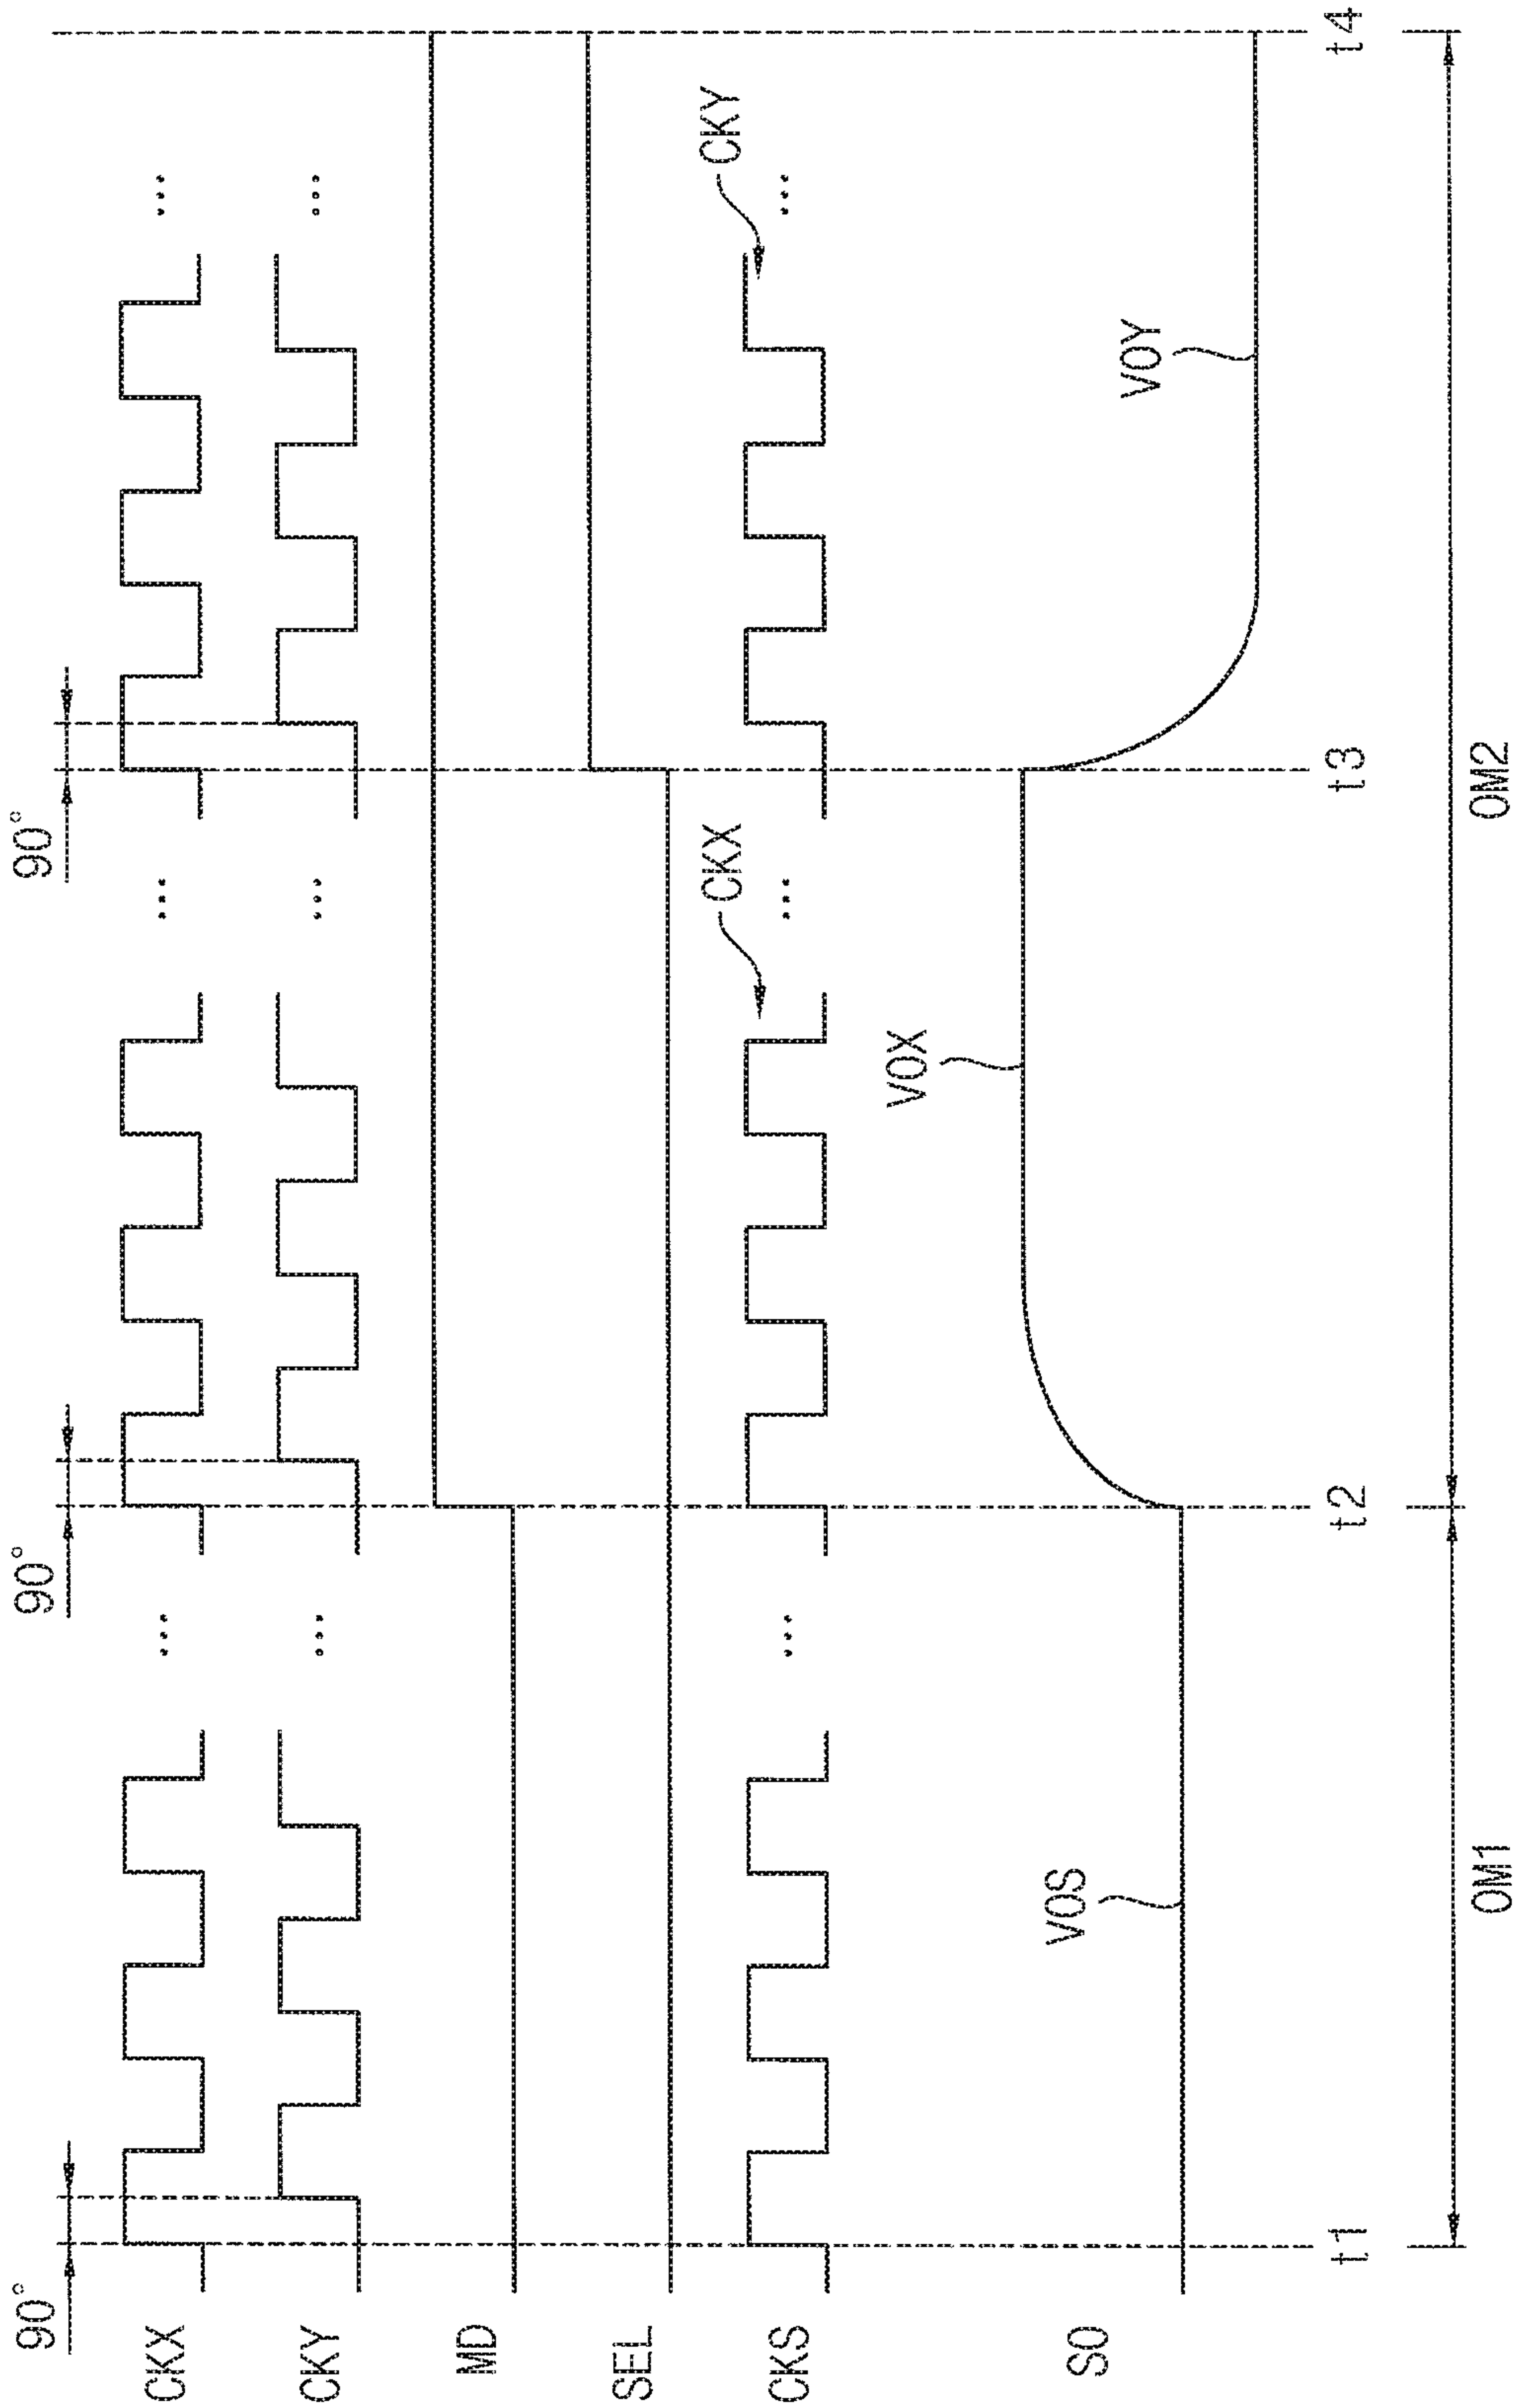 90° 90° 90°
CKX ... ... ...
CKY ... ... ...
MD
SEL
CKX CKY
CKS ... ... ...
VOX
VOS VOY
SO
t1 t2 t3 t4
OM1 OM2